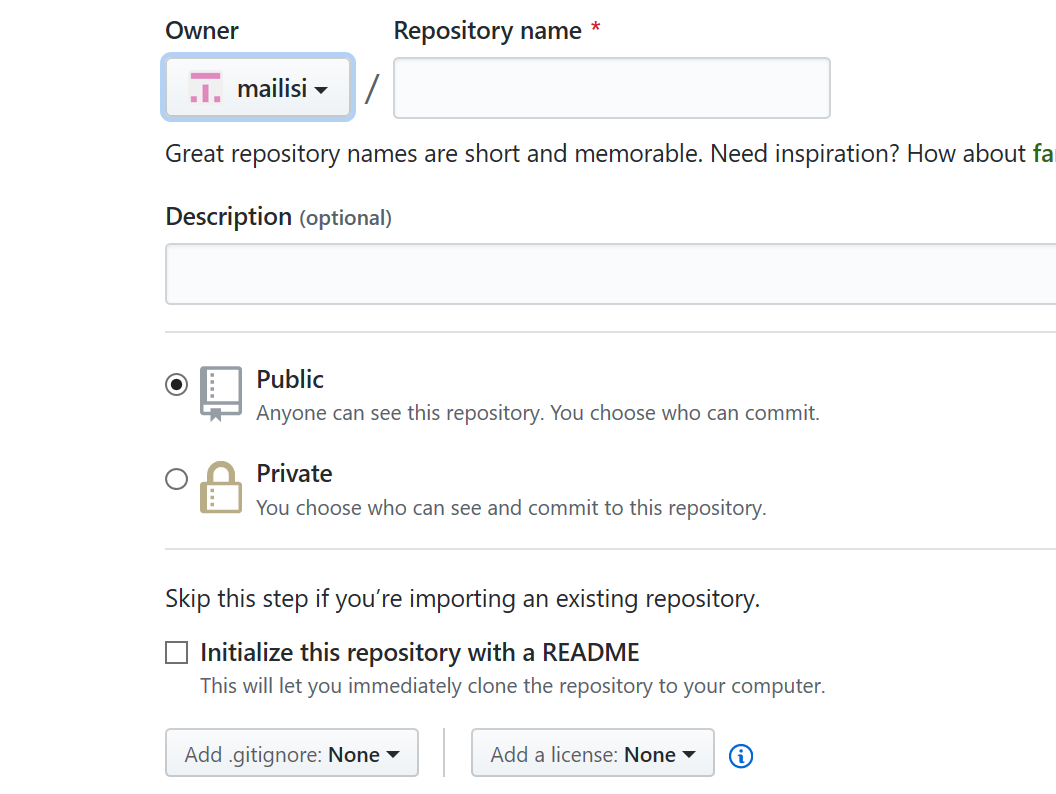 Owner Repository name *
mailisi /
Great repository names are short and memorable. Need inspiration? How about
Description (optional)
Public
Anyone can see this repository. You choose who can commit.
Private
You choose who can see and commit to this repository.
Skip this step if you’re importing an existing repository.
Initialize this repository with a README
This will let you immediately clone the repository to your computer.
Add .gitignore: None Add a license: None